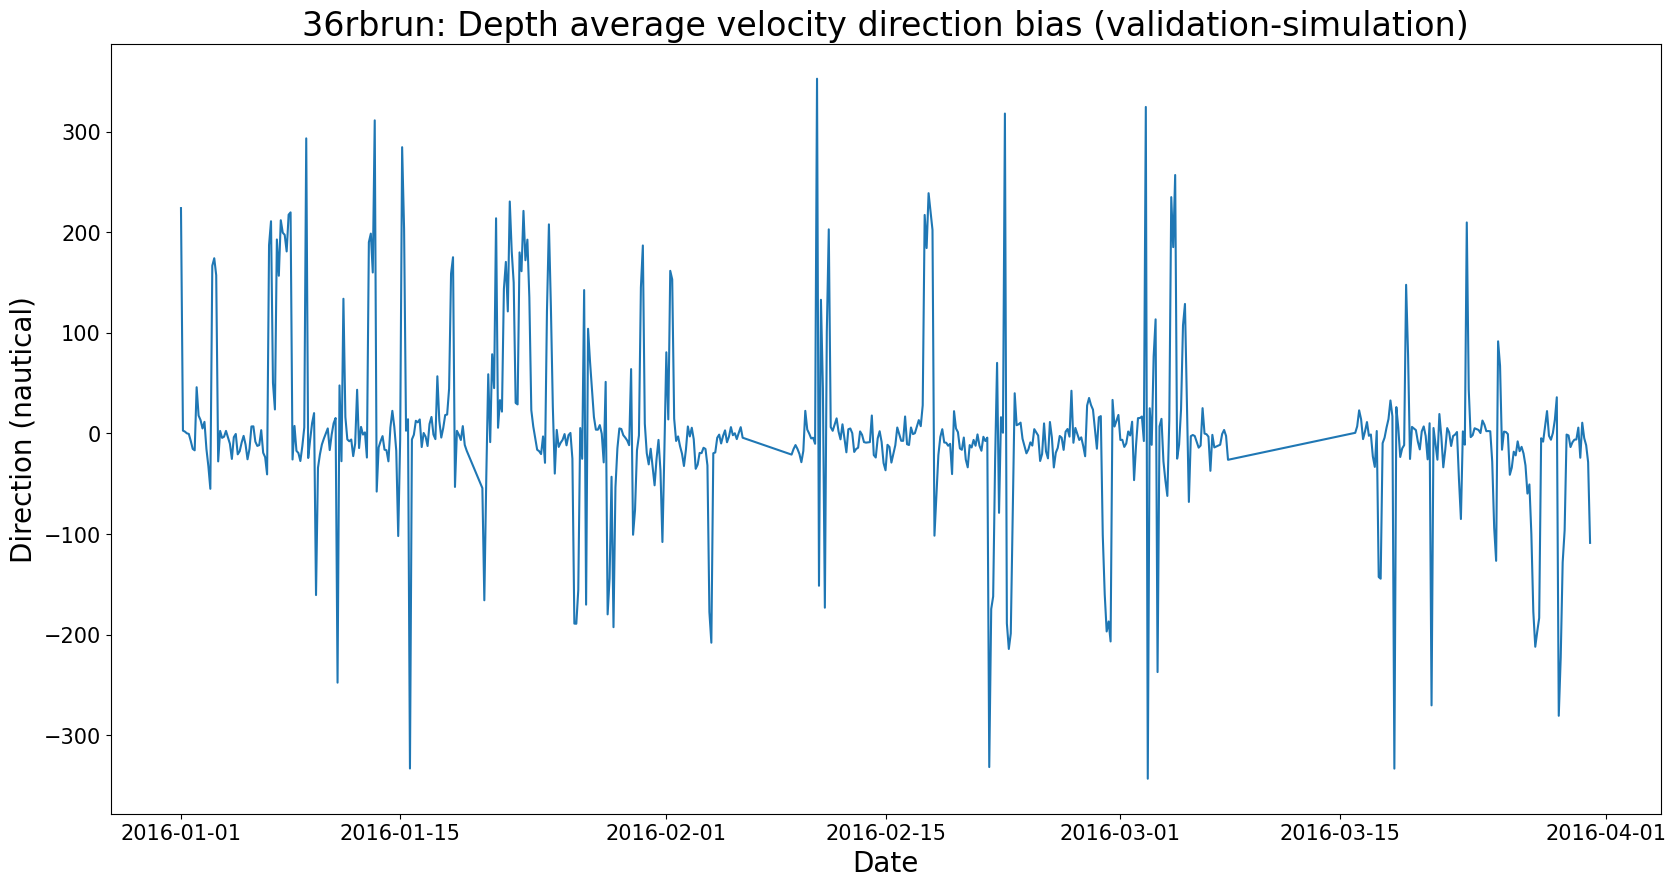 36rbrun: Depth average velocity direction bias (validation-simulation)
Direction (nautical)
300
200
100
0
−100
−200
−300
2016-01-01 2016-01-15 2016-02-01 2016-02-15 2016-03-01 2016-03-15 2016-04-01
Date